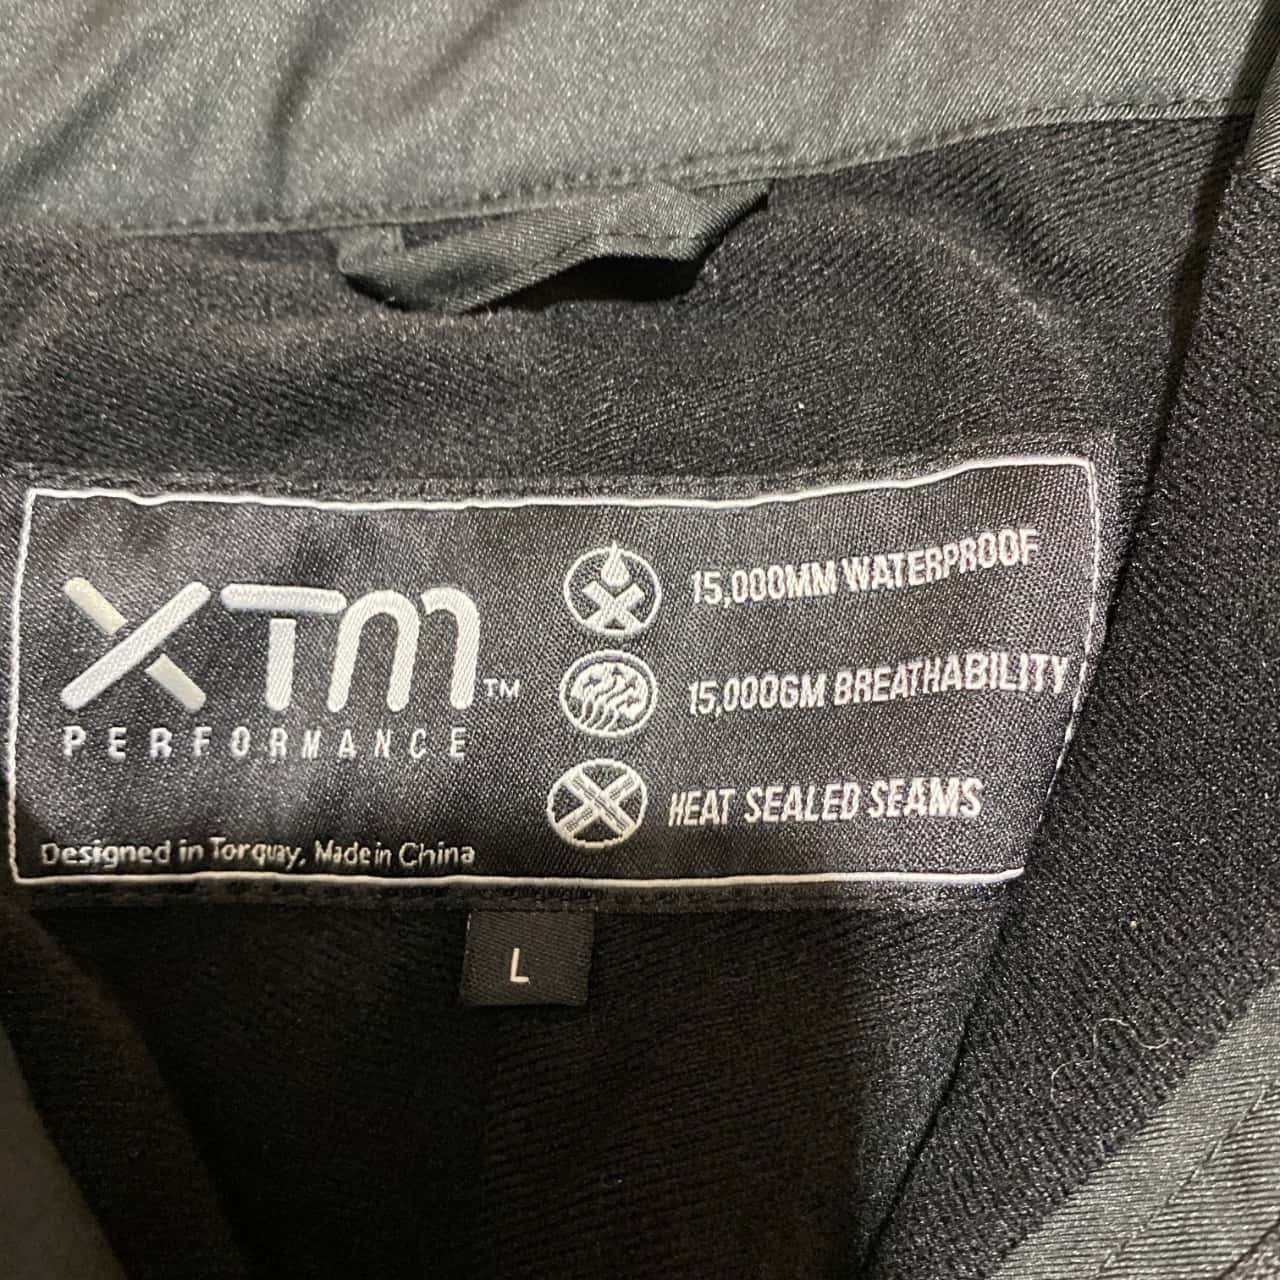 XTM™
PERFORMANCE
Designed in Torquay, Made in China
15,000MM WATERPROOF
15,000GM BREATHABILITY
HEAT SEALED SEAMS
L